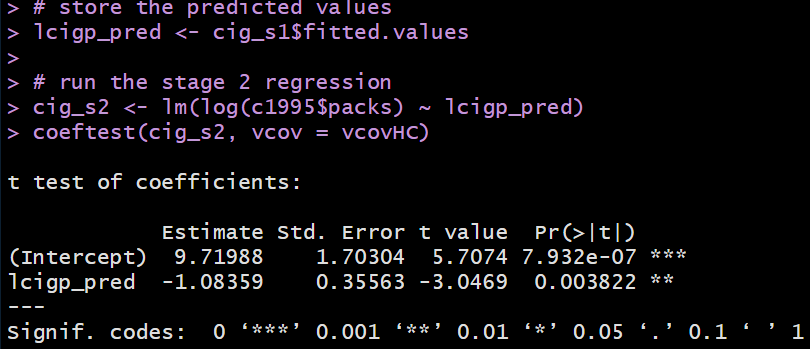 > # store the predicted values
> lcigp_pred <- cig_s1$fitted.values
>
> # run the stage 2 regression
> cig_s2 <- lm(log(c1995$packs) ~ lcigp_pred)
> coeftest(cig_s2, vcov = vcovHC)

t test of coefficients:

            Estimate Std. Error t value  Pr(>|t|)
(Intercept)  9.71988    1.70304  5.7074 7.932e-07 ***
lcigp_pred  -1.08359    0.35563 -3.0469  0.003822 **
---
Signif. codes:  0 ‘***’ 0.001 ‘**’ 0.01 ‘*’ 0.05 ‘.’ 0.1 ‘ ’ 1